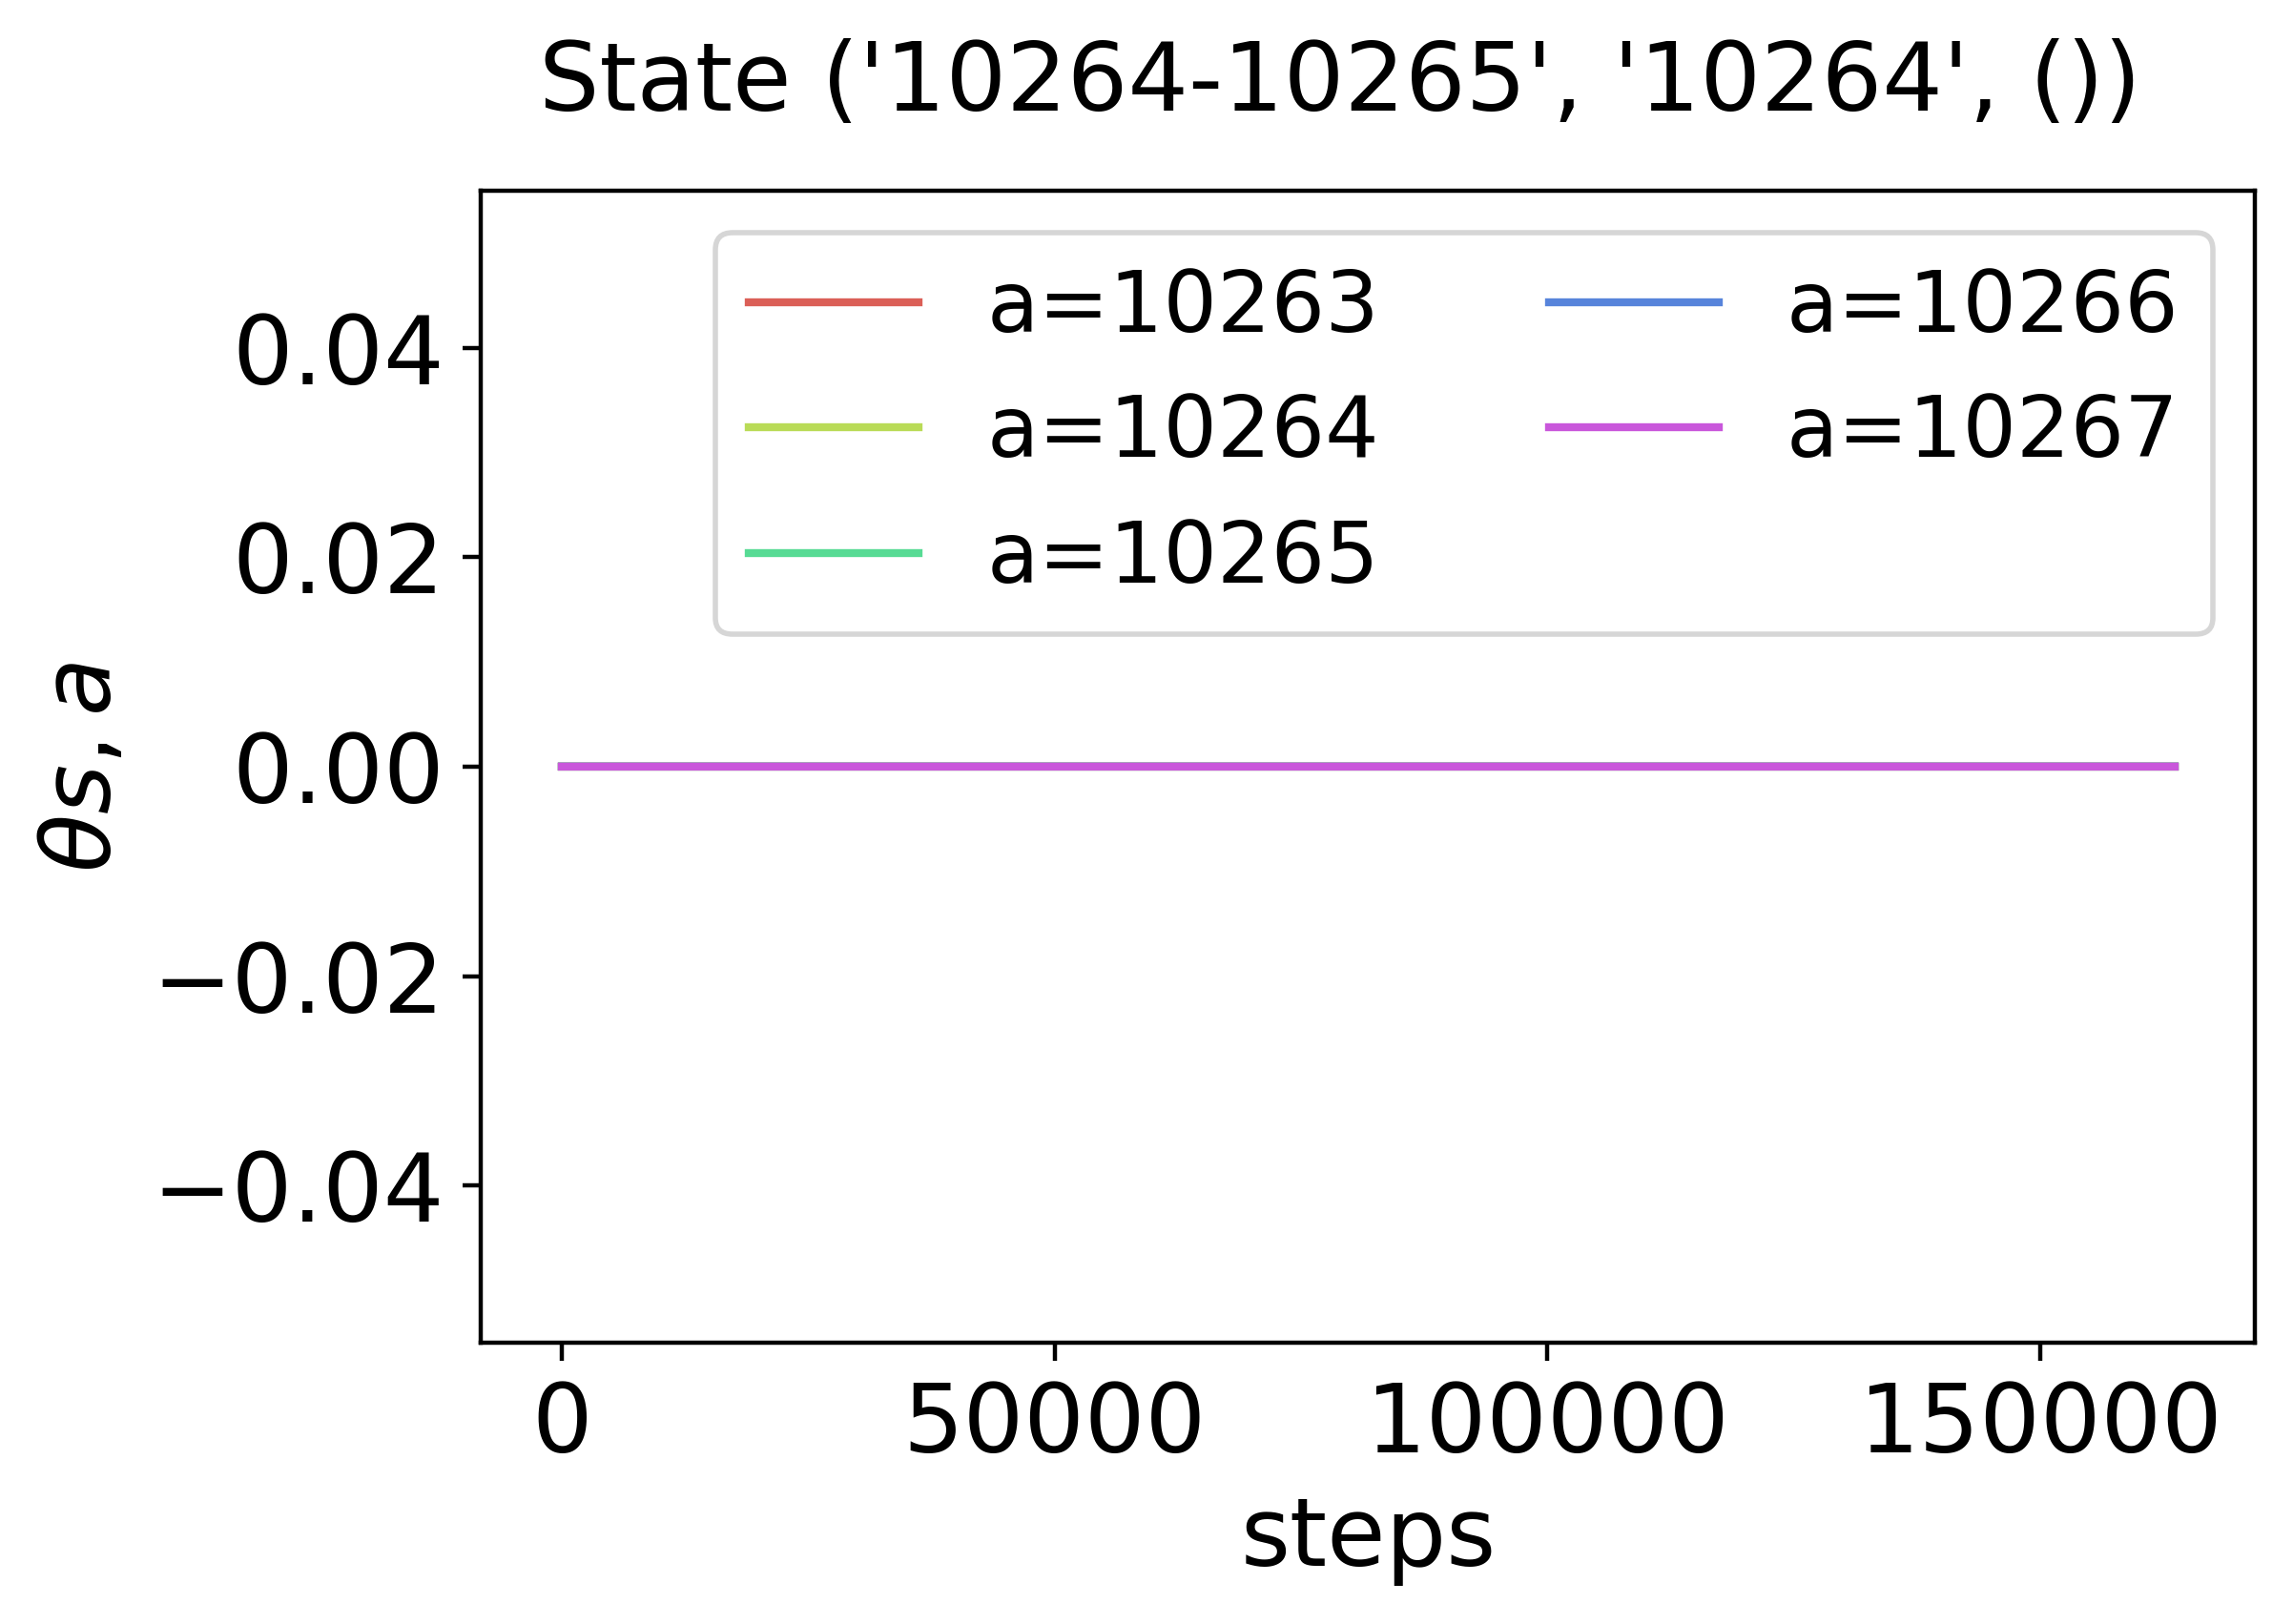 State ('10264-10265', '10264', ())
a=10263
a=10264
a=10265
a=10266
a=10267
0.04
0.02
0.00
−0.02
−0.04
θs, a
0
50000
100000
150000
steps